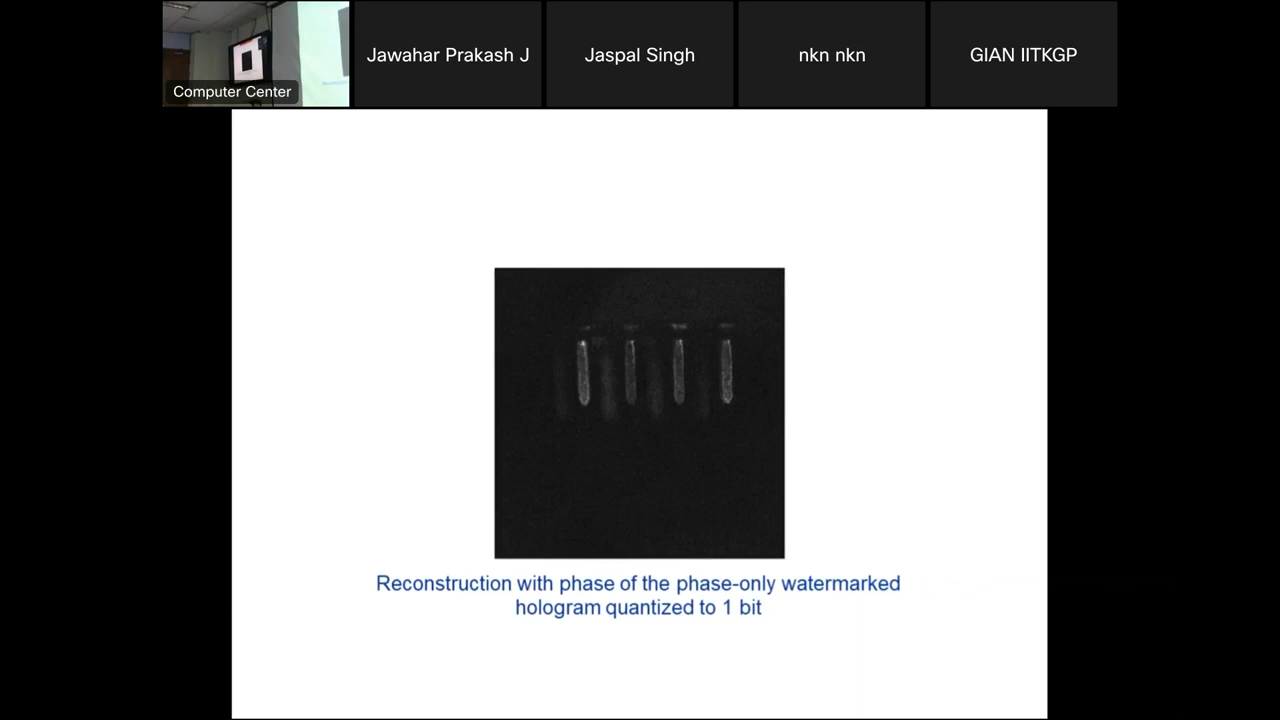 Computer Center
Jawahar Prakash J
Jaspal Singh
nkn nkn
GIAN IITKGP
Reconstruction with phase of the phase-only watermarked
hologram quantized to 1 bit